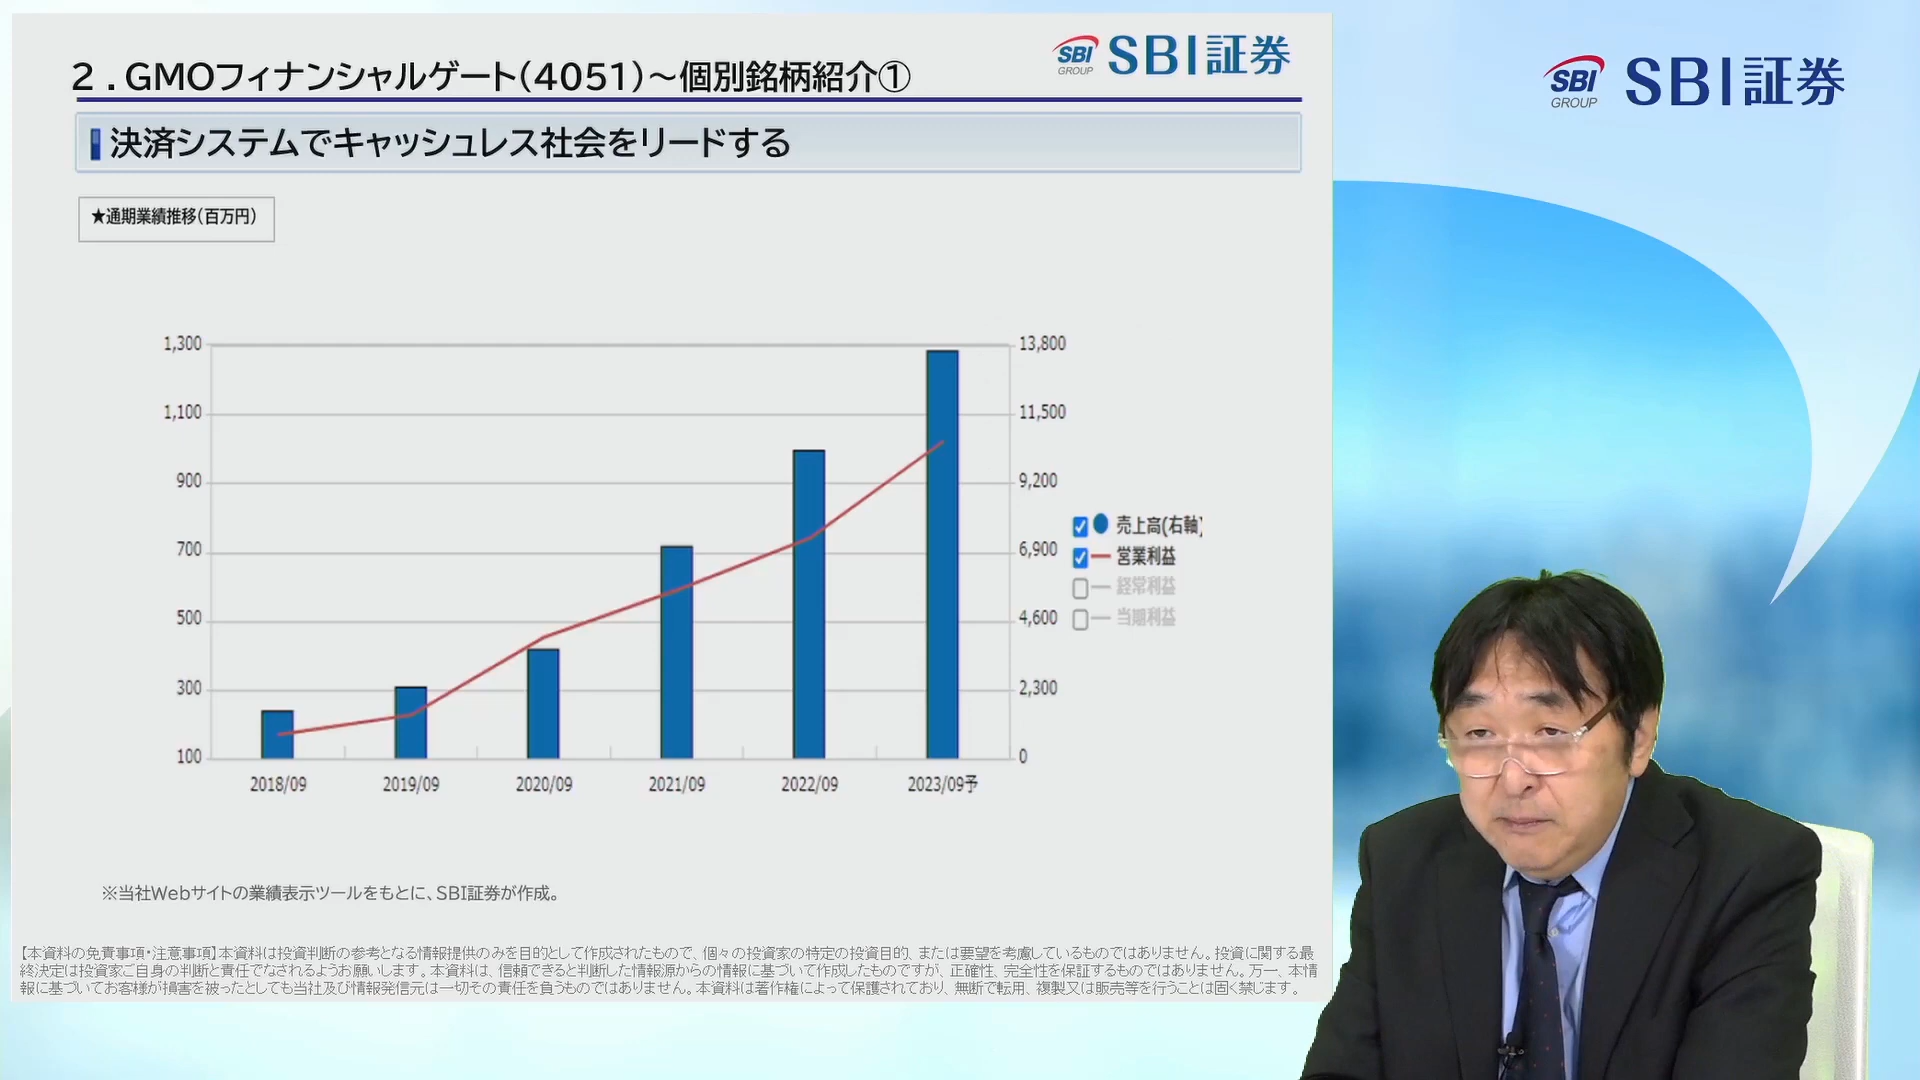 2．GMOフィナンシャルゲート（4051）～個別銘柄紹介①
SBI GROUP SBI証券
SBI GROUP SBI証券
決済システムでキャッシュレス社会をリードする
★通期業績推移（百万円）
1,300 13,800
1,100 11,500
900 9,200
700 6,900
500 4,600
300 2,300
100 0
2018/09 2019/09 2020/09 2021/09 2022/09 2023/09予
売上高(右軸)
営業利益
経常利益
当期利益
※当社Webサイトの業績表示ツールをもとに、SBI証券が作成。
【本資料の免責事項・注意事項】本資料は投資判断の参考となる情報提供のみを目的として作成されたもので、個々の投資家の特定の投資目的、または要望を考慮しているものではありません。投資に関する最
終決定は投資家ご自身の判断と責任でなされるようお願いします。本資料は、信頼できると判断した情報源からの情報に基づいて作成したものですが、正確性、完全性を保証するものではありません。万一、本情
報に基づいてお客様が損害を被ったとしても当社及び情報発信元は一切その責任を負うものではありません。本資料は著作権によって保護されており、無断で転用、複製又は販売等を行うことは固く禁じます。